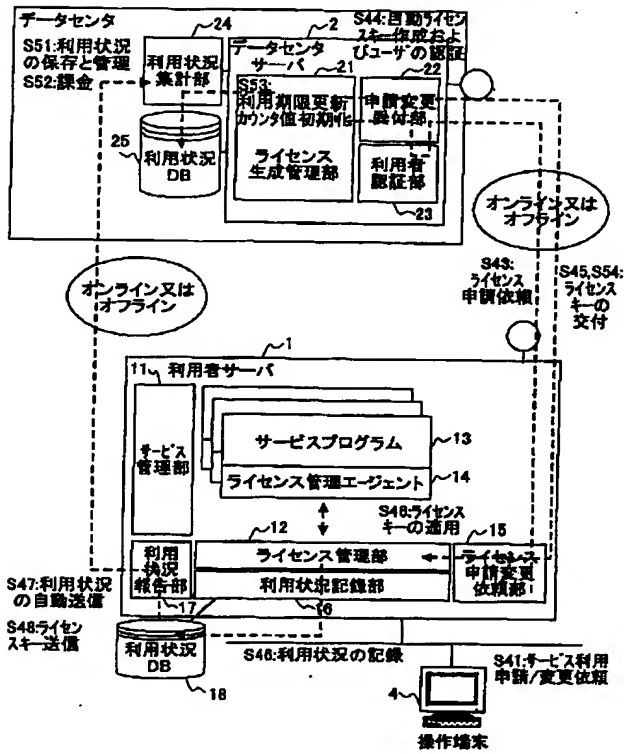 データセンタ
S51:利用状況
の保存と管理
S52:課金
24
利用状況
集計部
25
利用状況
DB
2
データセンタ
サーバ
21
S53:
利用期限更新
カウンタ値初期化
ライセンス
生成管理部
S44:自動ライセン
スキー作成およ
びユーザの認証
22
申請変更
受付部
利用者
認証部
23
オンライン又は
オフライン
オンライン又は
オフライン
S43:
ライセンス
申請依頼
S45,S54:
ライセンス
キーの
交付
1
利用者サーバ
11
サービス
管理部
サービスプログラム
13
ライセンス管理エージェント
14
S48:ライセンス
キーの適用
12
ライセンス管理部
利用状況記録部
16
15
ライセンス
申請変更
依頼部
利用
状況
報告部
17
S47:利用状況
の自動送信
S48:ライセン
スキー送信
利用状況
DB
18
S46:利用状況の記録
S41:サービス利用
申請/変更依頼
4
操作端末